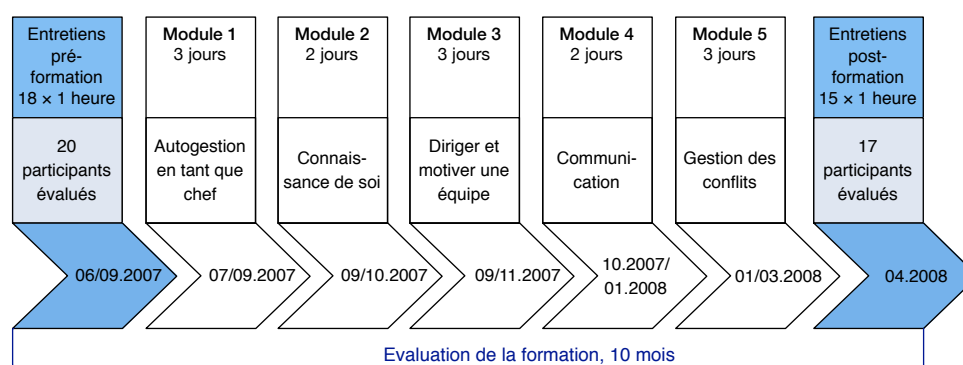 Entretiens
pré-
formation
18 × 1 heure
20
participants
évalués
06/09.2007
Module 1
3 jours
Autogestion
en tant que
chef
07/09.2007
Module 2
2 jours
Connais-
sance de soi
09/10.2007
Module 3
3 jours
Diriger et
motiver une
équipe
09/11.2007
Module 4
2 jours
Communi-
cation
10.2007/
01.2008
Module 5
3 jours
Gestion des
conflits
01/03.2008
Entretiens
post-
formation
15 × 1 heure
17
participants
évalués
04.2008
Evaluation de la formation, 10 mois